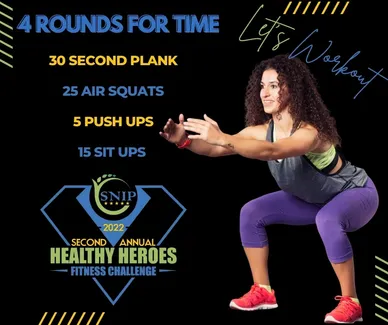 4 ROUNDS FOR TIME
Let's Workout
30 SECOND PLANK
25 AIR SQUATS
5 PUSH UPS
15 SIT UPS
SNIP
2022
SECOND ANNUAL
HEALTHY HEROES
FITNESS CHALLENGE